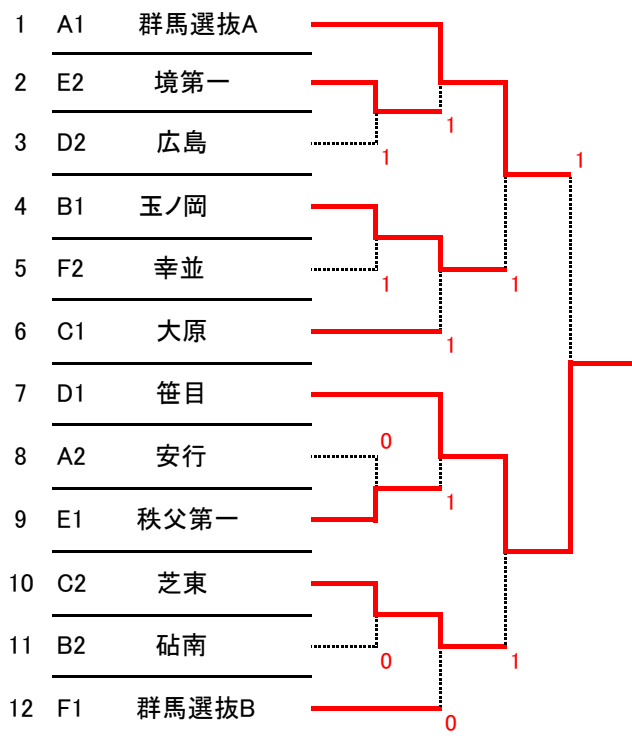 1 A1 群馬選抜A
1
2 E2 境第一
1
3 D2 広島
1
4 B1 玉ノ岡
5 F2 幸並
1 1
6 C1 大原
1
7 D1 笹目
0
8 A2 安行
1
9 E1 秩父第一
10 C2 芝東
11 B2 砧南
0 1
12 F1 群馬選抜B
0